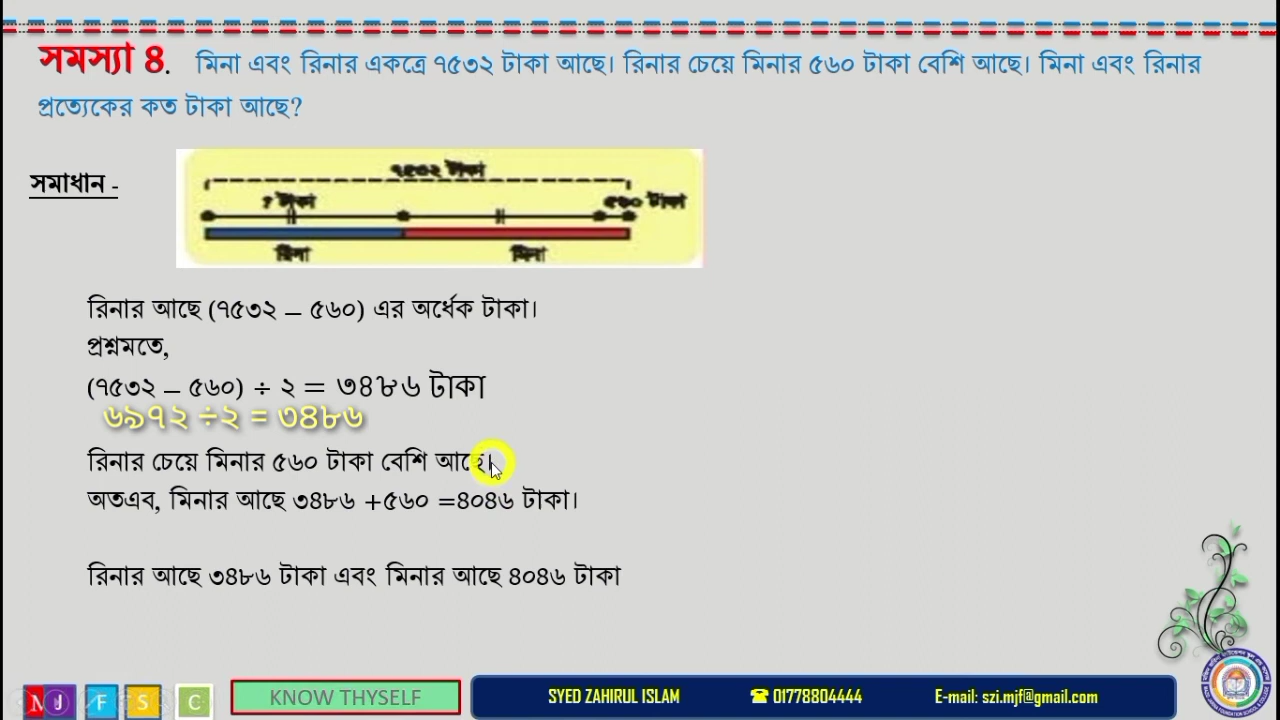 সমস্যা ৪. মিনা এবং রিনার একত্রে ৭৫৩২ টাকা আছে। রিনার চেয়ে মিনার ৫৬০ টাকা বেশি আছে। মিনা এবং রিনার
প্রত্যেকের কত টাকা আছে?
সমাধান -
টাকা
? টাকা
৫৬০ টাকা
রিনা মিনা
রিনার আছে (৭৫৩২ – ৫৬০) এর অর্ধেক টাকা।
প্রশ্নমতে,
(৭৫৩২ – ৫৬০) ÷ ২ = ৩৪৮৬ টাকা
৬৯৭২ ÷২ = ৩৪৮৬
রিনার চেয়ে মিনার ৫৬০ টাকা বেশি আছে।
অতএব, মিনার আছে ৩৪৮৬ +৫৬০ =৪০৪৬ টাকা।
রিনার আছে ৩৪৮৬ টাকা এবং মিনার আছে ৪০৪৬ টাকা
N J F S C KNOW THYSELF SYED ZAHIRUL ISLAM ☎ 01778804444 E-mail: szi.mjf@gmail.com